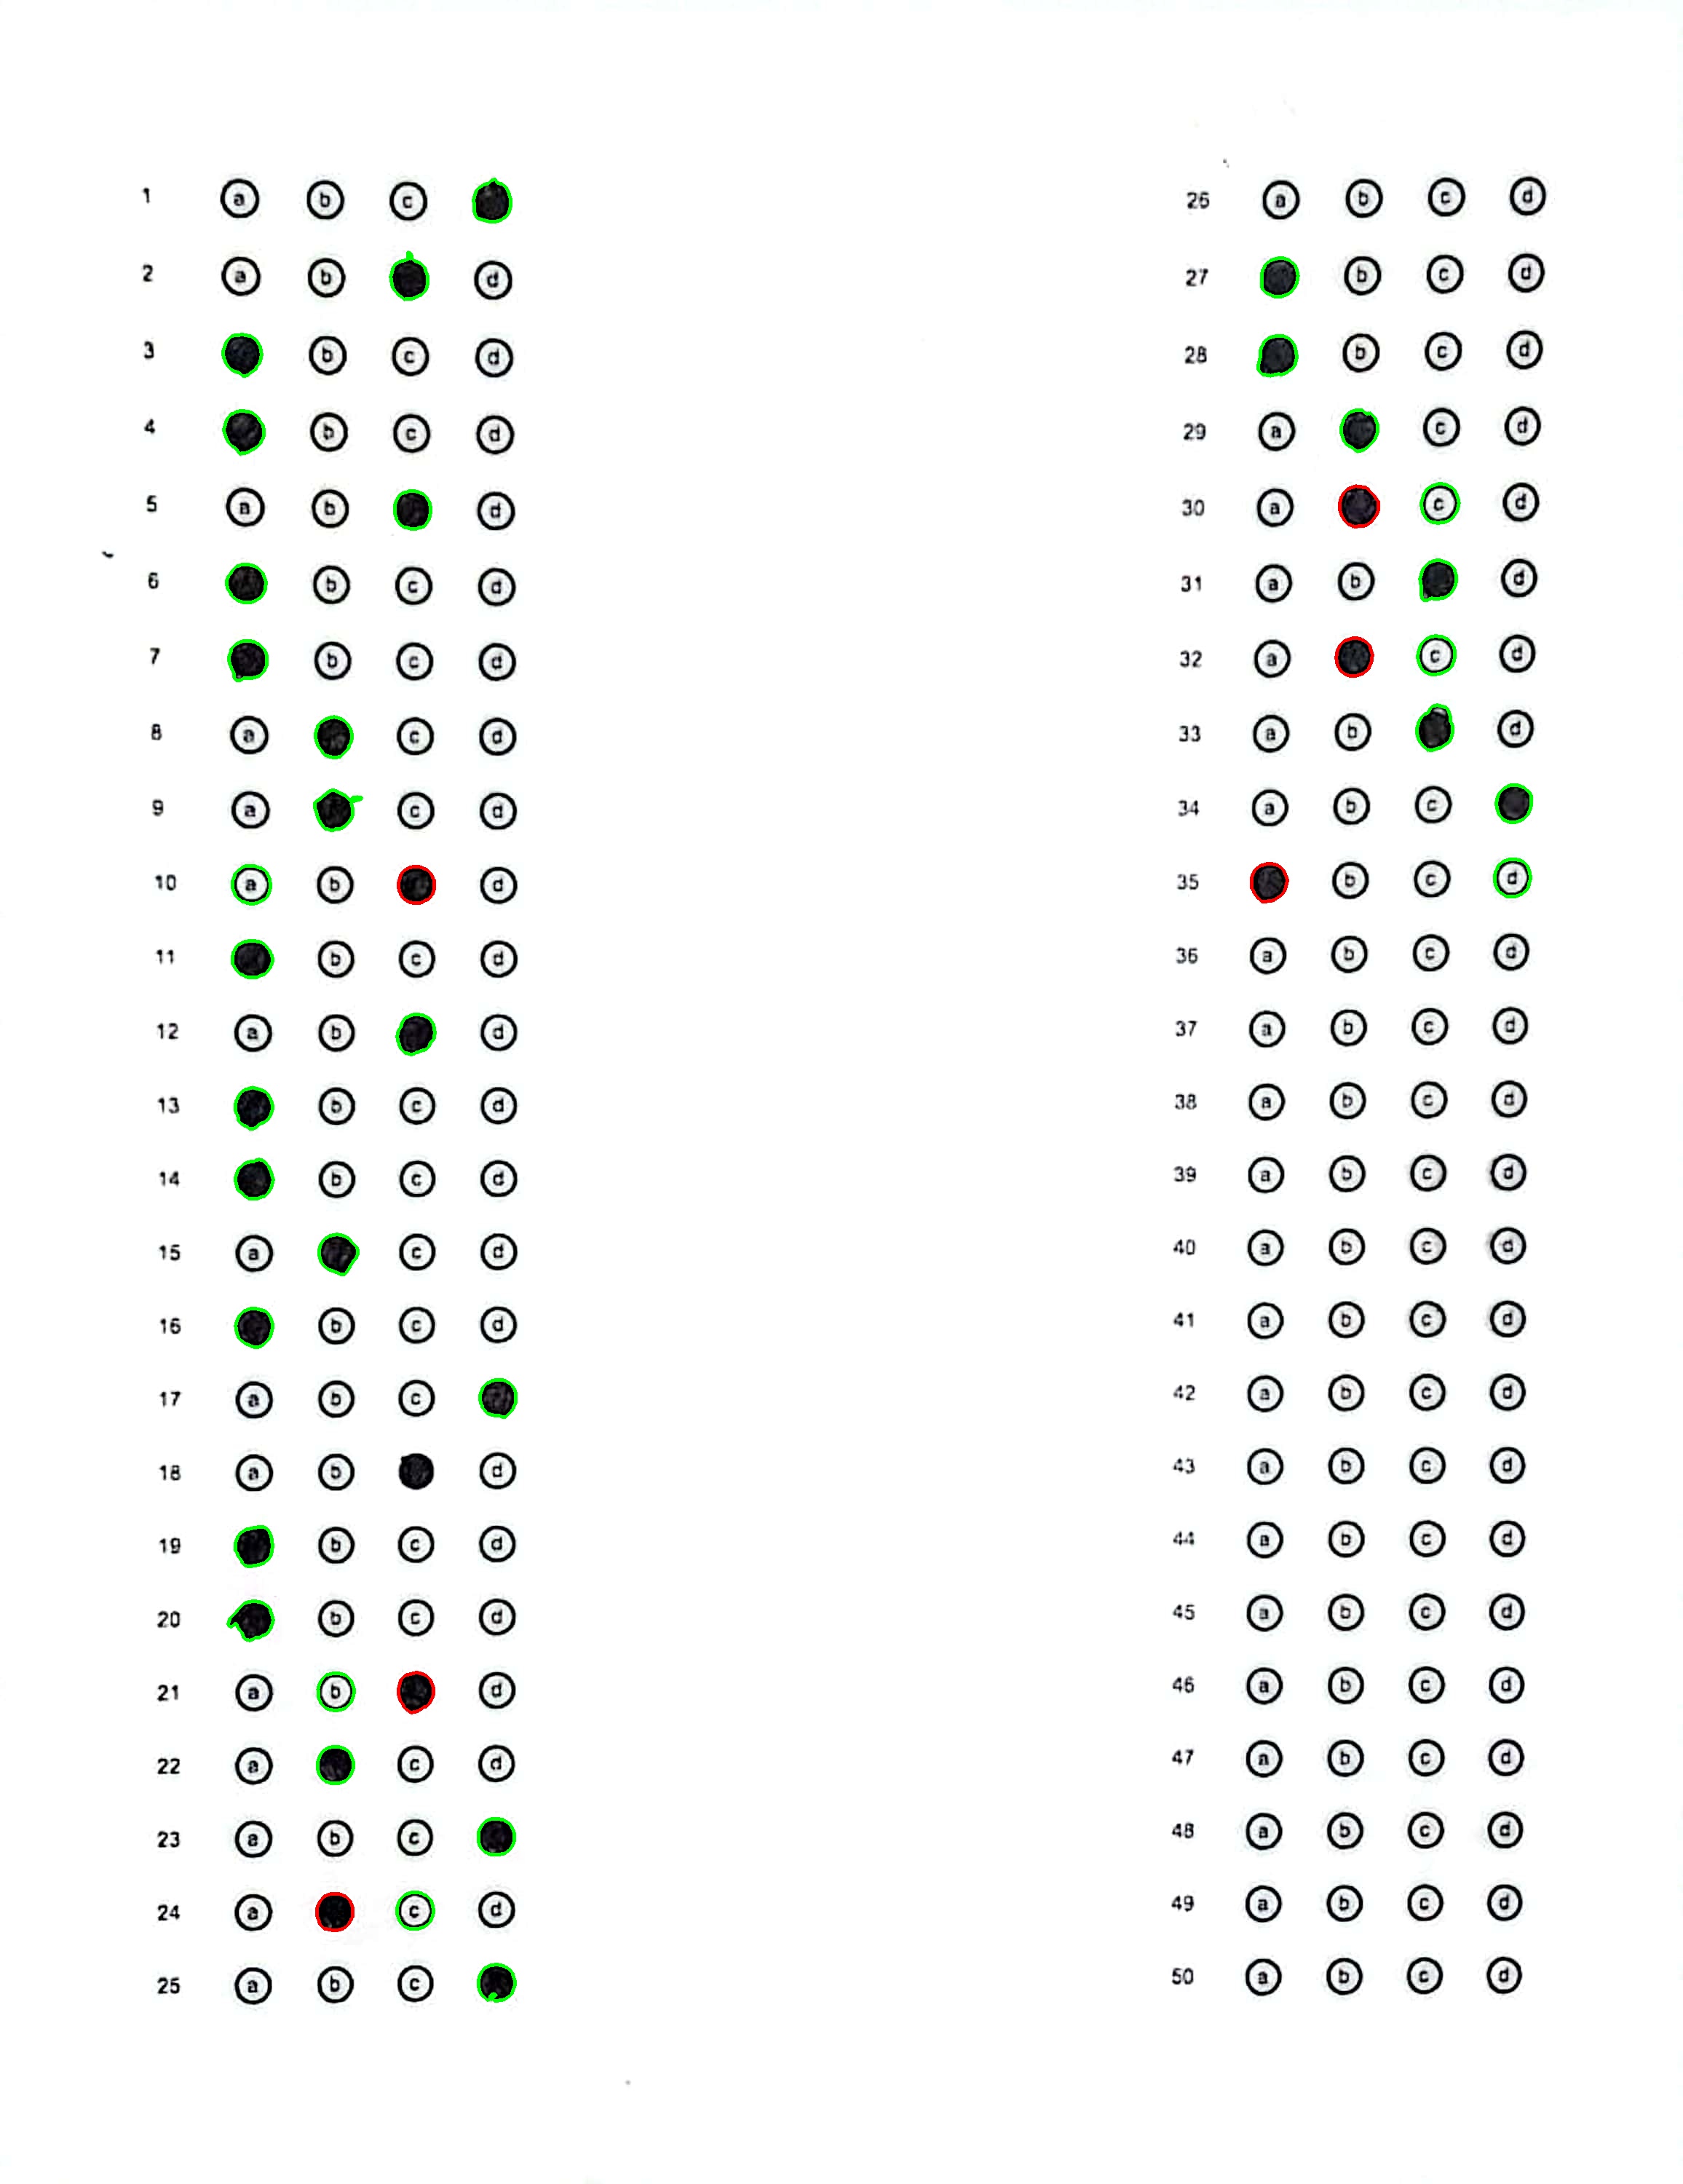 1 a b c
2 a b d
3 b c d
4 b c d
5 a b d
6 b c d
7 b c d
8 a c d
9 a c d
10 a b d
11 b c d
12 a b d
13 b c d
14 b c d
15 a c d
16 b c d
17 a b c
18 a b d
19 b c d
20 b c d
21 a b d
22 a c d
23 a b c
24 a c d
25 a b c
26 a b c d
27 b c d
28 b c d
29 a c d
30 a c d
31 a b d
32 a c d
33 a b d
34 a b c
35 b c d
36 a b c d
37 a b c d
38 a b c d
39 a b c d
40 a b c d
41 a b c d
42 a b c d
43 a b c d
44 a b c d
45 a b c d
46 a b c d
47 a b c d
48 a b c d
49 a b c d
50 a b c d